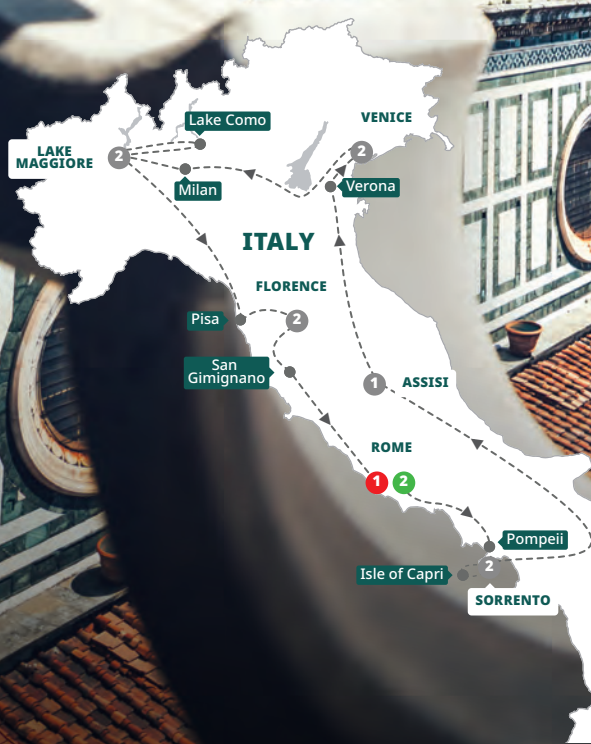 VENICE
Lake Como
LAKE
MAGGIORE
2
2
Milan
Verona
ITALY
FLORENCE
Pisa
2
San
Gimignano
1
ASSISI
ROME
1
2
Pompeii
2
Isle of Capri
SORRENTO